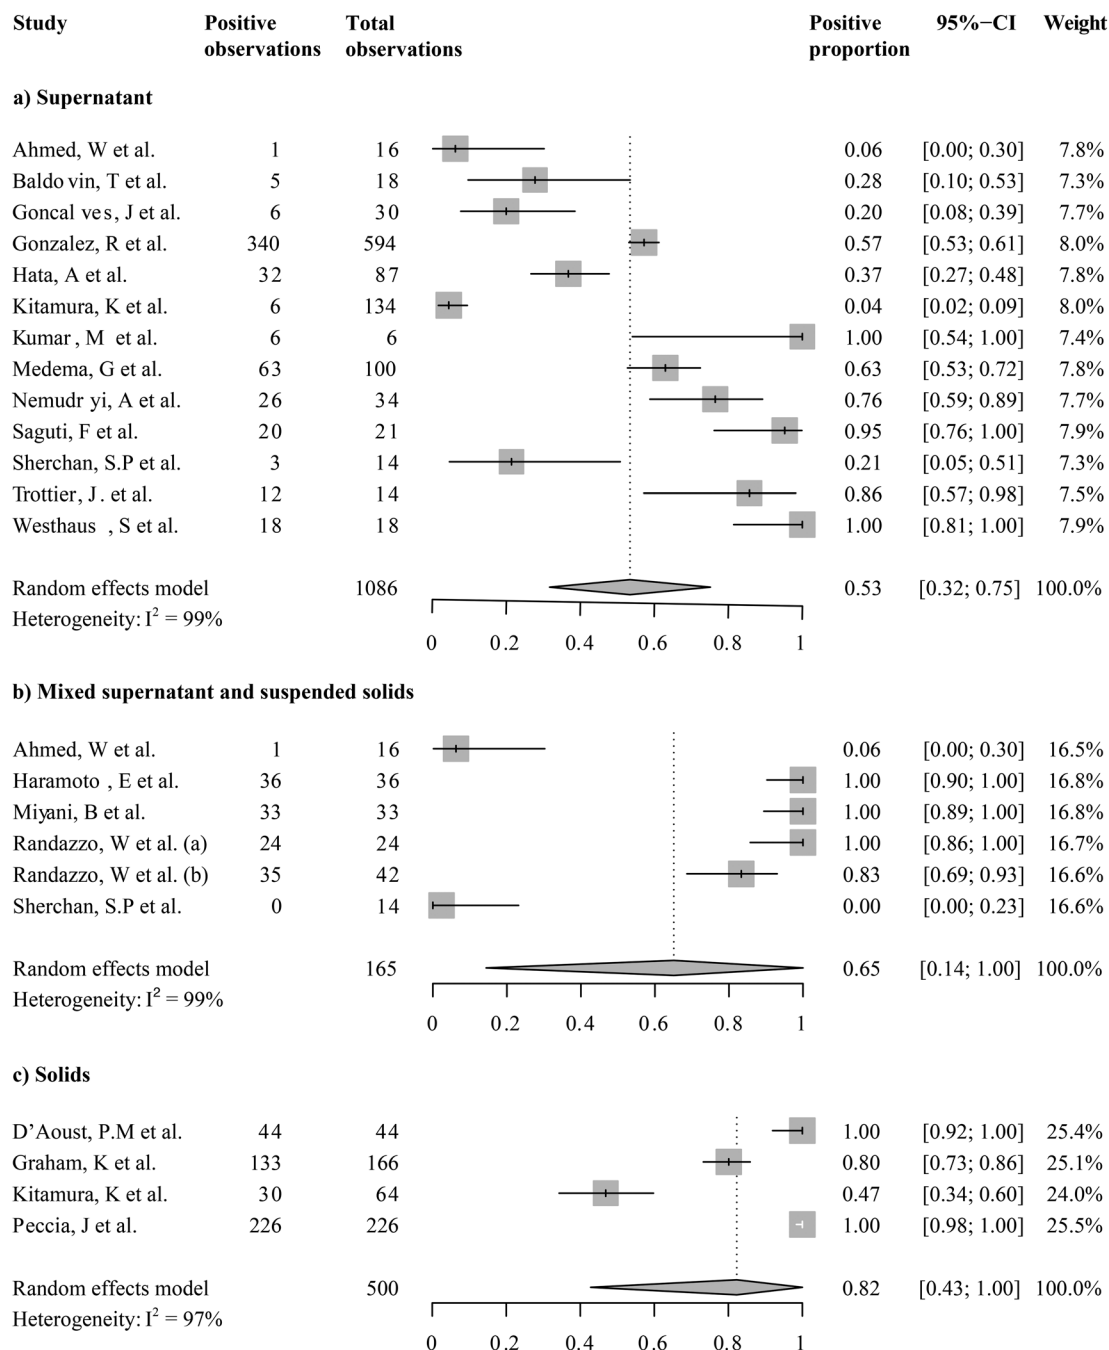 Study Positive observations Total observations Positive proportion 95%−CI Weight
a) Supernatant
Ahmed, W et al. 1 16 0.06 [0.00; 0.30] 7.8%
Baldo vin, T et al. 5 18 0.28 [0.10; 0.53] 7.3%
Goncal ves, J et al. 6 30 0.20 [0.08; 0.39] 7.7%
Gonzalez, R et al. 340 594 0.57 [0.53; 0.61] 8.0%
Hata, A et al. 32 87 0.37 [0.27; 0.48] 7.8%
Kitamura, K et al. 6 134 0.04 [0.02; 0.09] 8.0%
Kumar, M et al. 6 6 1.00 [0.54; 1.00] 7.4%
Medema, G et al. 63 100 0.63 [0.53; 0.72] 7.8%
Nemudr yi, A et al. 26 34 0.76 [0.59; 0.89] 7.7%
Saguti, F et al. 20 21 0.95 [0.76; 1.00] 7.9%
Sherchan, S.P et al. 3 14 0.21 [0.05; 0.51] 7.3%
Trottier, J. et al. 12 14 0.86 [0.57; 0.98] 7.5%
Westhaus , S et al. 18 18 1.00 [0.81; 1.00] 7.9%
Random effects model 1086 0.53 [0.32; 0.75] 100.0%
Heterogeneity: I² = 99%
0 0.2 0.4 0.6 0.8 1
b) Mixed supernatant and suspended solids
Ahmed, W et al. 1 16 0.06 [0.00; 0.30] 16.5%
Haramoto , E et al. 36 36 1.00 [0.90; 1.00] 16.8%
Miyani, B et al. 33 33 1.00 [0.89; 1.00] 16.8%
Randazzo, W et al. (a) 24 24 1.00 [0.86; 1.00] 16.7%
Randazzo, W et al. (b) 35 42 0.83 [0.69; 0.93] 16.6%
Sherchan, S.P et al. 0 14 0.00 [0.00; 0.23] 16.6%
Random effects model 165 0.65 [0.14; 1.00] 100.0%
Heterogeneity: I² = 99%
0 0.2 0.4 0.6 0.8 1
c) Solids
D’Aoust, P.M et al. 44 44 1.00 [0.92; 1.00] 25.4%
Graham, K et al. 133 166 0.80 [0.73; 0.86] 25.1%
Kitamura, K et al. 30 64 0.47 [0.34; 0.60] 24.0%
Peccia, J et al. 226 226 1.00 [0.98; 1.00] 25.5%
Random effects model 500 0.82 [0.43; 1.00] 100.0%
Heterogeneity: I² = 97%
0 0.2 0.4 0.6 0.8 1